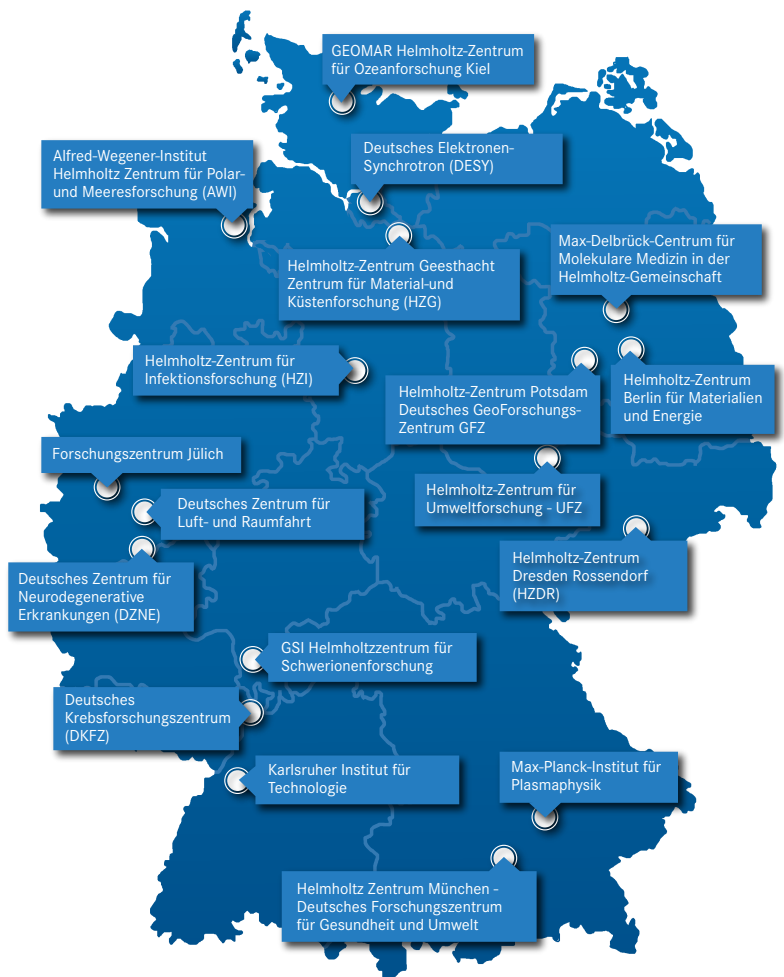 GEOMAR Helmholtz-Zentrum
für Ozeanforschung Kiel
Deutsches Elektronen-
Synchrotron (DESY)
Alfred-Wegener-Institut
Helmholtz Zentrum für Polar-
und Meeresforschung (AWI)
Max-Delbrück-Centrum für
Molekulare Medizin in der
Helmholtz-Gemeinschaft
Helmholtz-Zentrum Geesthacht
Zentrum für Material-und
Küstenforschung (HZG)
Helmholtz-Zentrum für
Infektionsforschung (HZI)
Helmholtz-Zentrum Potsdam
Deutsches GeoForschungs-
Zentrum GFZ
Helmholtz-Zentrum
Berlin für Materialien
und Energie
Forschungszentrum Jülich
Helmholtz-Zentrum für
Umweltforschung - UFZ
Deutsches Zentrum für
Luft- und Raumfahrt
Helmholtz-Zentrum
Dresden Rossendorf
(HZDR)
Deutsches Zentrum für
Neurodegenerative
Erkrankungen (DZNE)
GSI Helmholtzzentrum für
Schwerionenforschung
Deutsches
Krebsforschungszentrum
(DKFZ)
Karlsruher Institut für
Technologie
Max-Planck-Institut für
Plasmaphysik
Helmholtz Zentrum München -
Deutsches Forschungszentrum
für Gesundheit und Umwelt